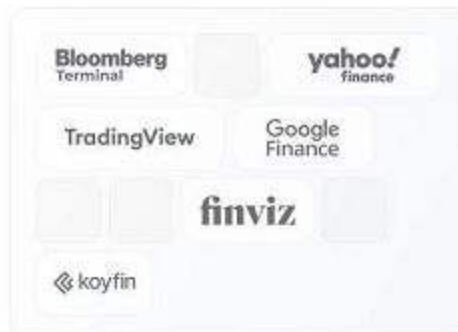 Bloomberg
Terminal
yahoo!
finance
TradingView
Google
Finance
finviz
koyfin